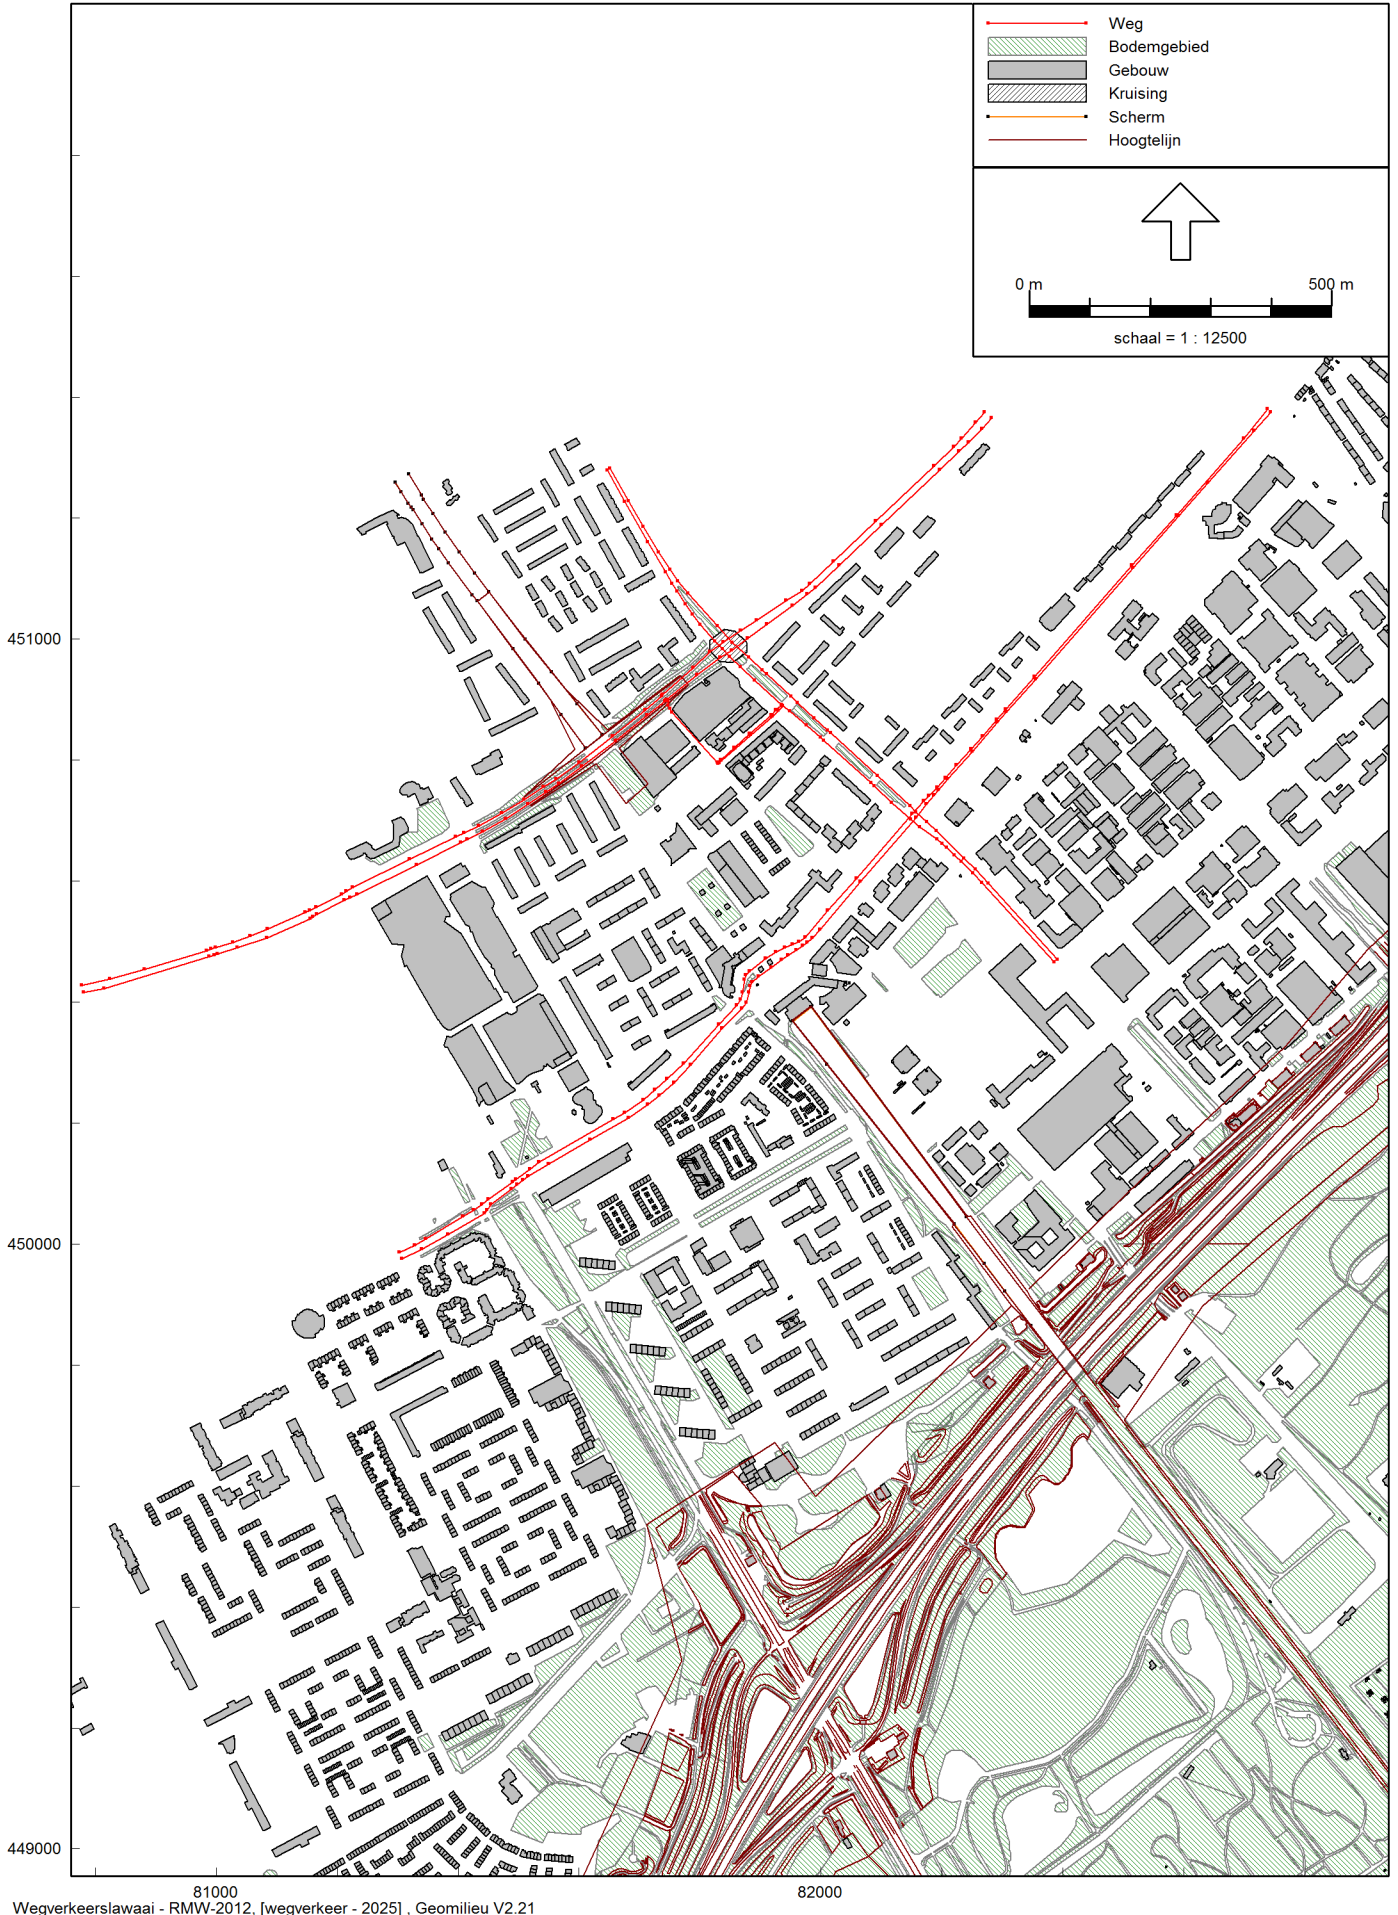 Weg
Bodemgebied
Gebouw
Kruising
Scherm
Hoogtelijn
0 m 500 m
schaal = 1 : 12500
451000
450000
449000
81000 82000
Wegverkeerslawaai - RMW-2012, [wegverkeer - 2025] , Geomilieu V2.21